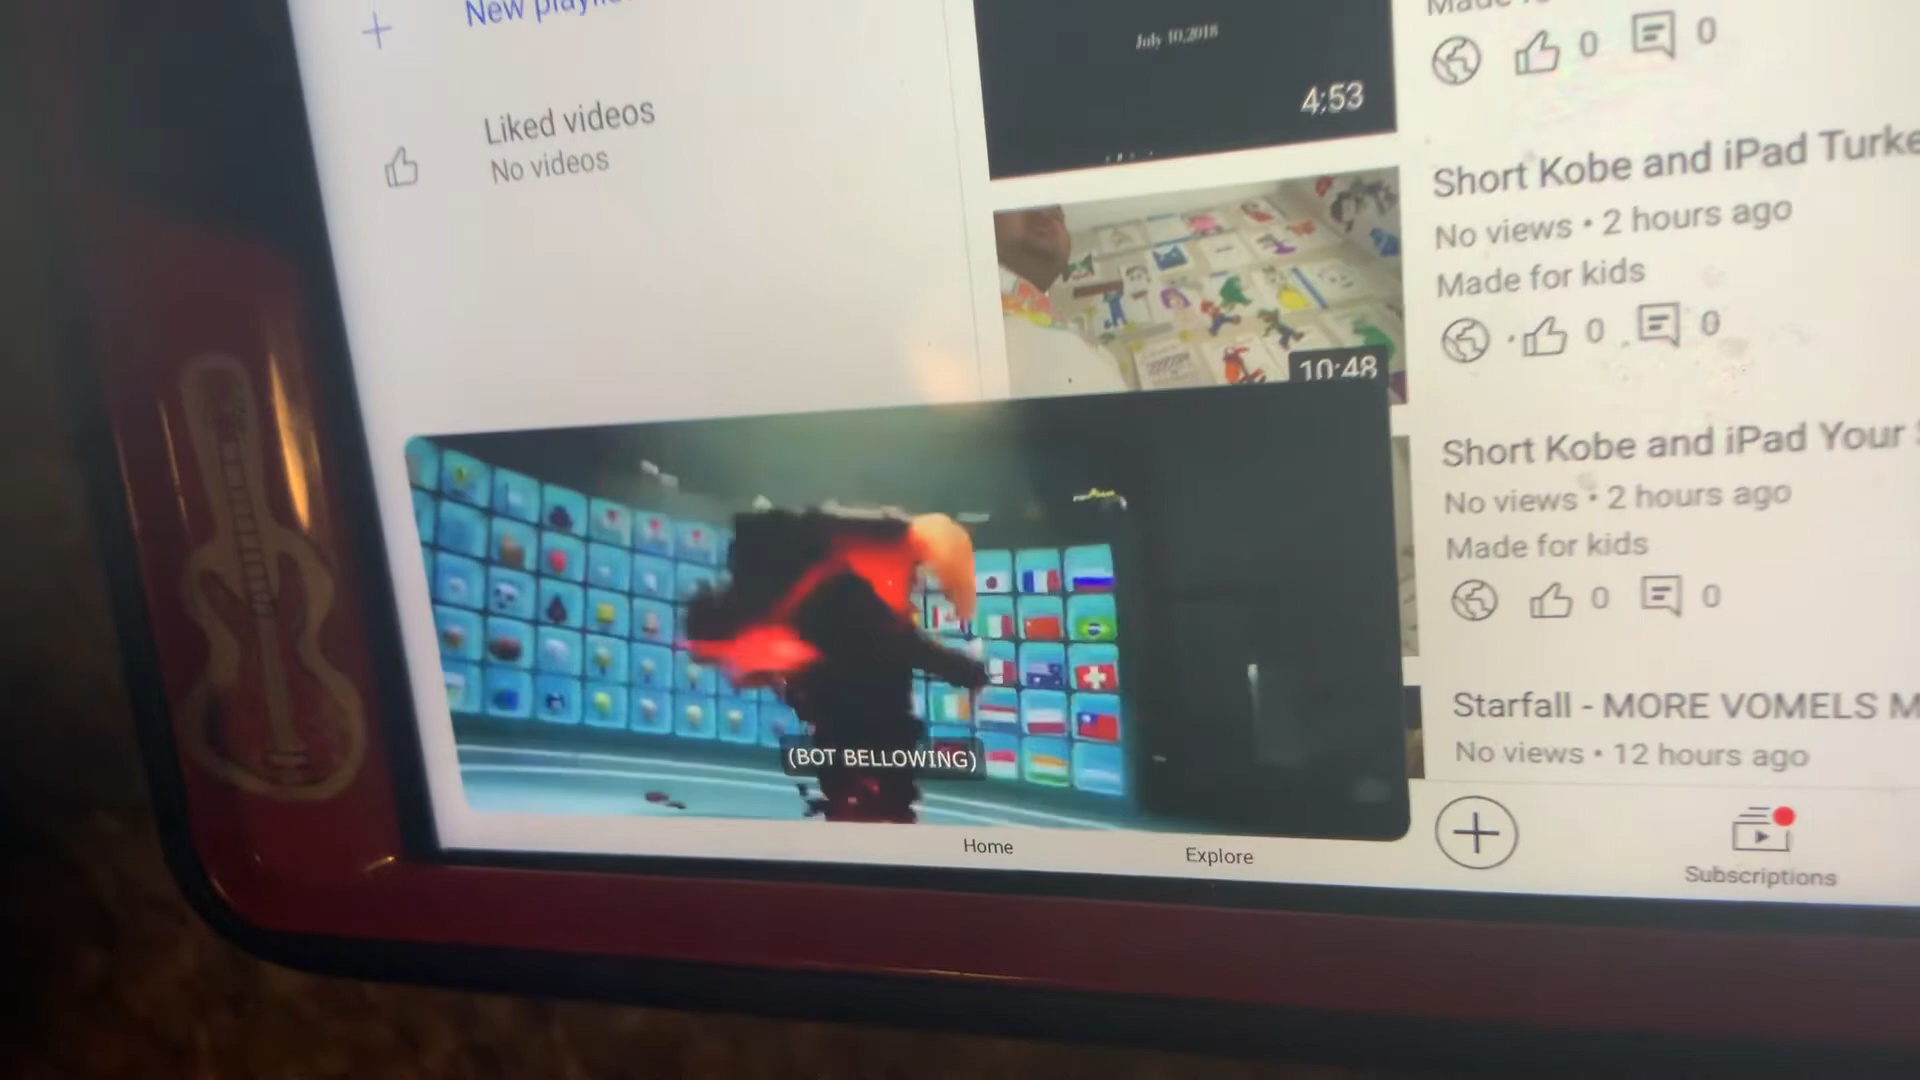 New
Liked videos
No videos
July 10,2018
4:53
0
0
Short Kobe and iPad
No views • 2 hours ago
Made for kids
0
0
10:48
Short Kobe and iPad Your
No views • 2 hours ago
Made for kids
0
0
Starfall - MORE VOMELS
No views • 12 hours ago
(BOT BELLOWING)
Home
Explore
Subscriptions